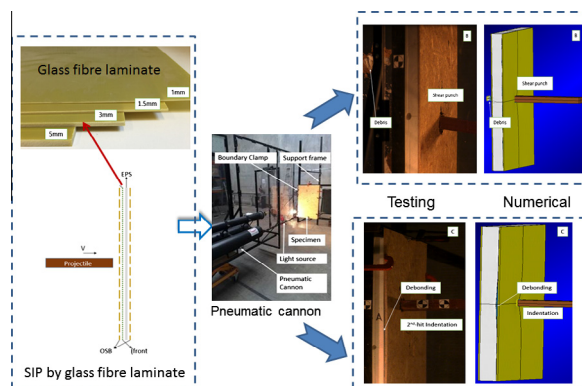 Glass fibre laminate
1mm
1.5mm
3mm
5mm
EPS
V
Projectile
OSB
front
SIP by glass fibre laminate
Boundary Clamp
Support frame
Specimen
Light source
Pneumatic
Cannon
Pneumatic cannon
B
Shear punch
Debris
B
Shear punch
Debris
Testing
Numerical
C
Debonding
A
2nd-hit Indentation
C
Debonding
Indentation